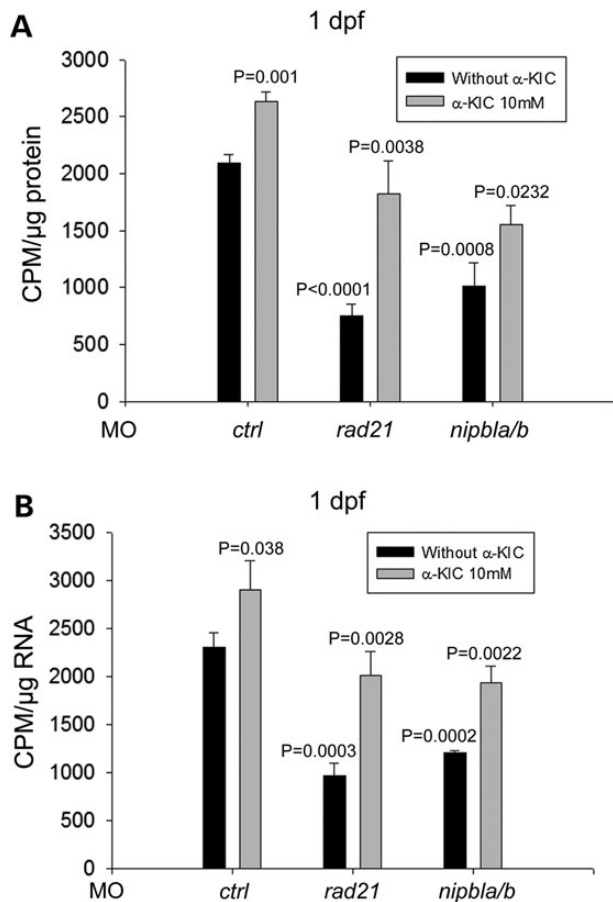 A
1 dpf
Without α-KIC
α-KIC 10mM
CPM/µg protein
3000
2500
2000
1500
1000
500
0
P=0.001
P<0.0001
P=0.0038
P=0.0008
P=0.0232
MO
ctrl
rad21
nipbla/b
B
1 dpf
Without α-KIC
α-KIC 10mM
CPM/µg RNA
3500
3000
2500
2000
1500
1000
500
0
P=0.038
P=0.0003
P=0.0028
P=0.0002
P=0.0022
MO
ctrl
rad21
nipbla/b